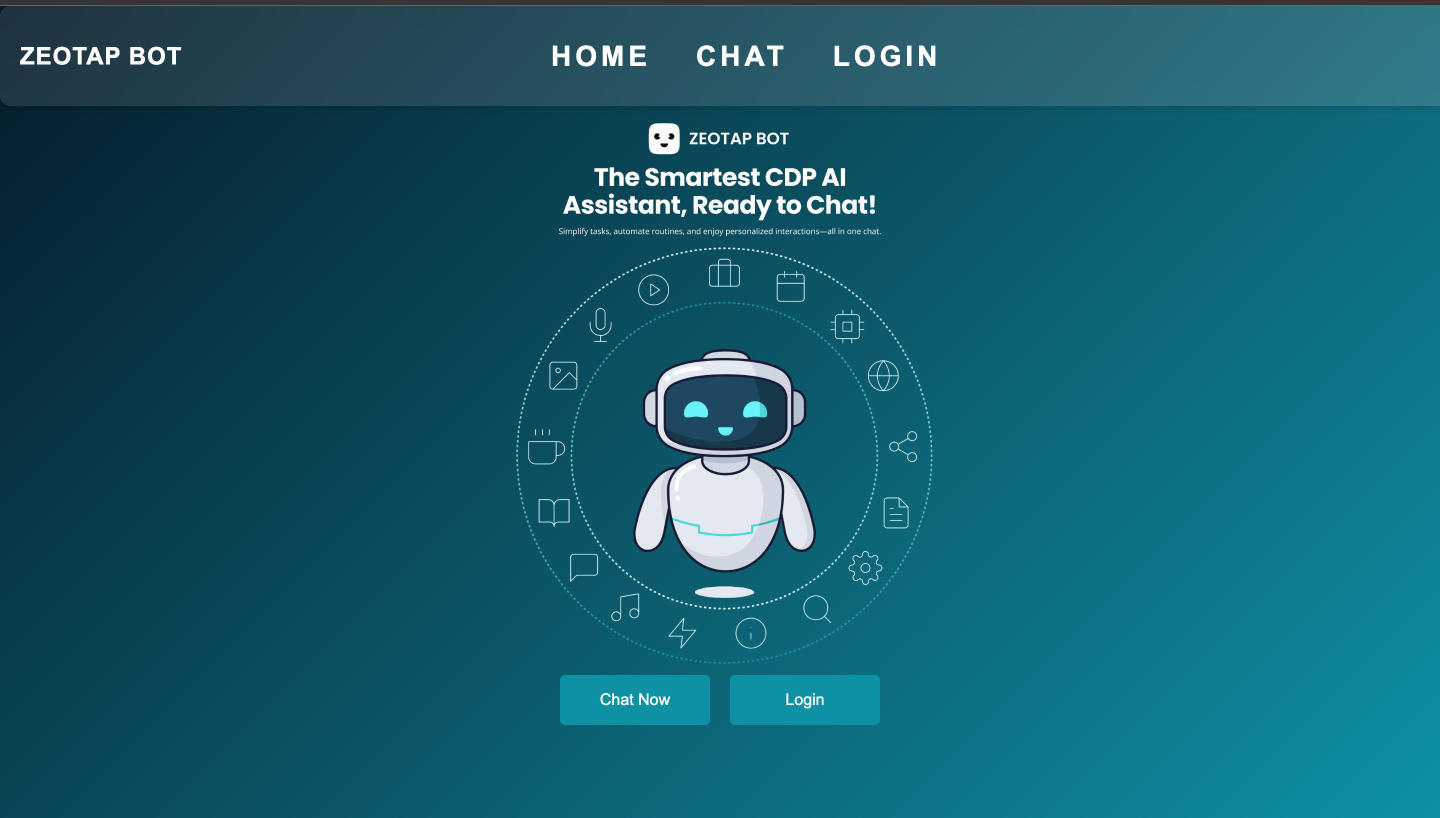 ZEOTAP BOT
HOME CHAT LOGIN
ZEOTAP BOT
The Smartest CDP AI
Assistant, Ready to Chat!
Simplify tasks, automate routines, and enjoy personalized interactions—all in one chat.
Chat Now
Login